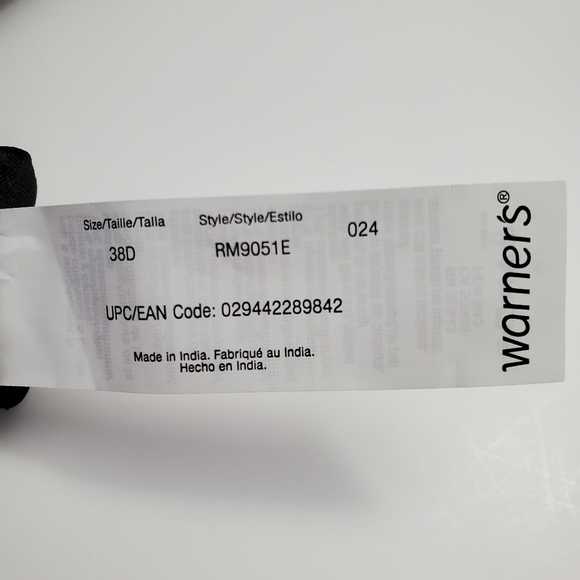 Size/Taille/Talla
38D
Style/Style/Estilo
RM9051E
024
UPC/EAN Code: 029442289842
Made in India. Fabriqué au India.
Hecho en India.
warner's®